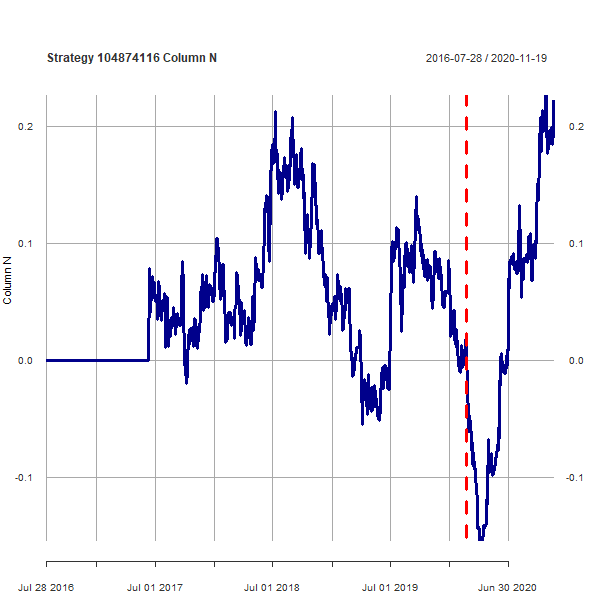 Strategy 104874116 Column N
2016-07-28 / 2020-11-19
0.2
0.2
0.1
0.1
Column N
0.0
0.0
-0.1
-0.1
Jul 28 2016
Jul 01 2017
Jul 01 2018
Jul 01 2019
Jun 30 2020